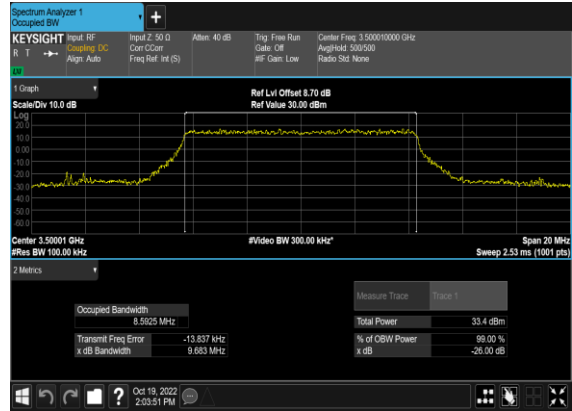 Spectrum Analyzer 1
Occupied BW
KEYSIGHT
R T
LXI
Input: RF
Coupling: DC
Align: Auto
Input Z: 50 Ω
Corr CCorr
Freq Ref: Int (S)
Atten: 40 dB
Trig: Free Run
Gate: Off
#IF Gain: Low
Center Freq: 3.500010000 GHz
Avg|Hold: 500/500
Radio Std: None
1 Graph
Scale/Div 10.0 dB
Ref Lvl Offset 8.70 dB
Ref Value 30.00 dBm
Log
20.0
10.0
0.00
-10.0
-20.0
-30.0
-40.0
-50.0
-60.0
Center 3.50001 GHz
#Res BW 100.00 kHz
#Video BW 300.00 kHz*
Span 20 MHz
Sweep 2.53 ms (1001 pts)
2 Metrics
Measure Trace
Trace 1
Occupied Bandwidth
8.5925 MHz
Total Power
33.4 dBm
Transmit Freq Error
-13.837 kHz
% of OBW Power
99.00 %
x dB Bandwidth
9.683 MHz
x dB
-26.00 dB
?
Oct 19, 2022
2:03:51 PM